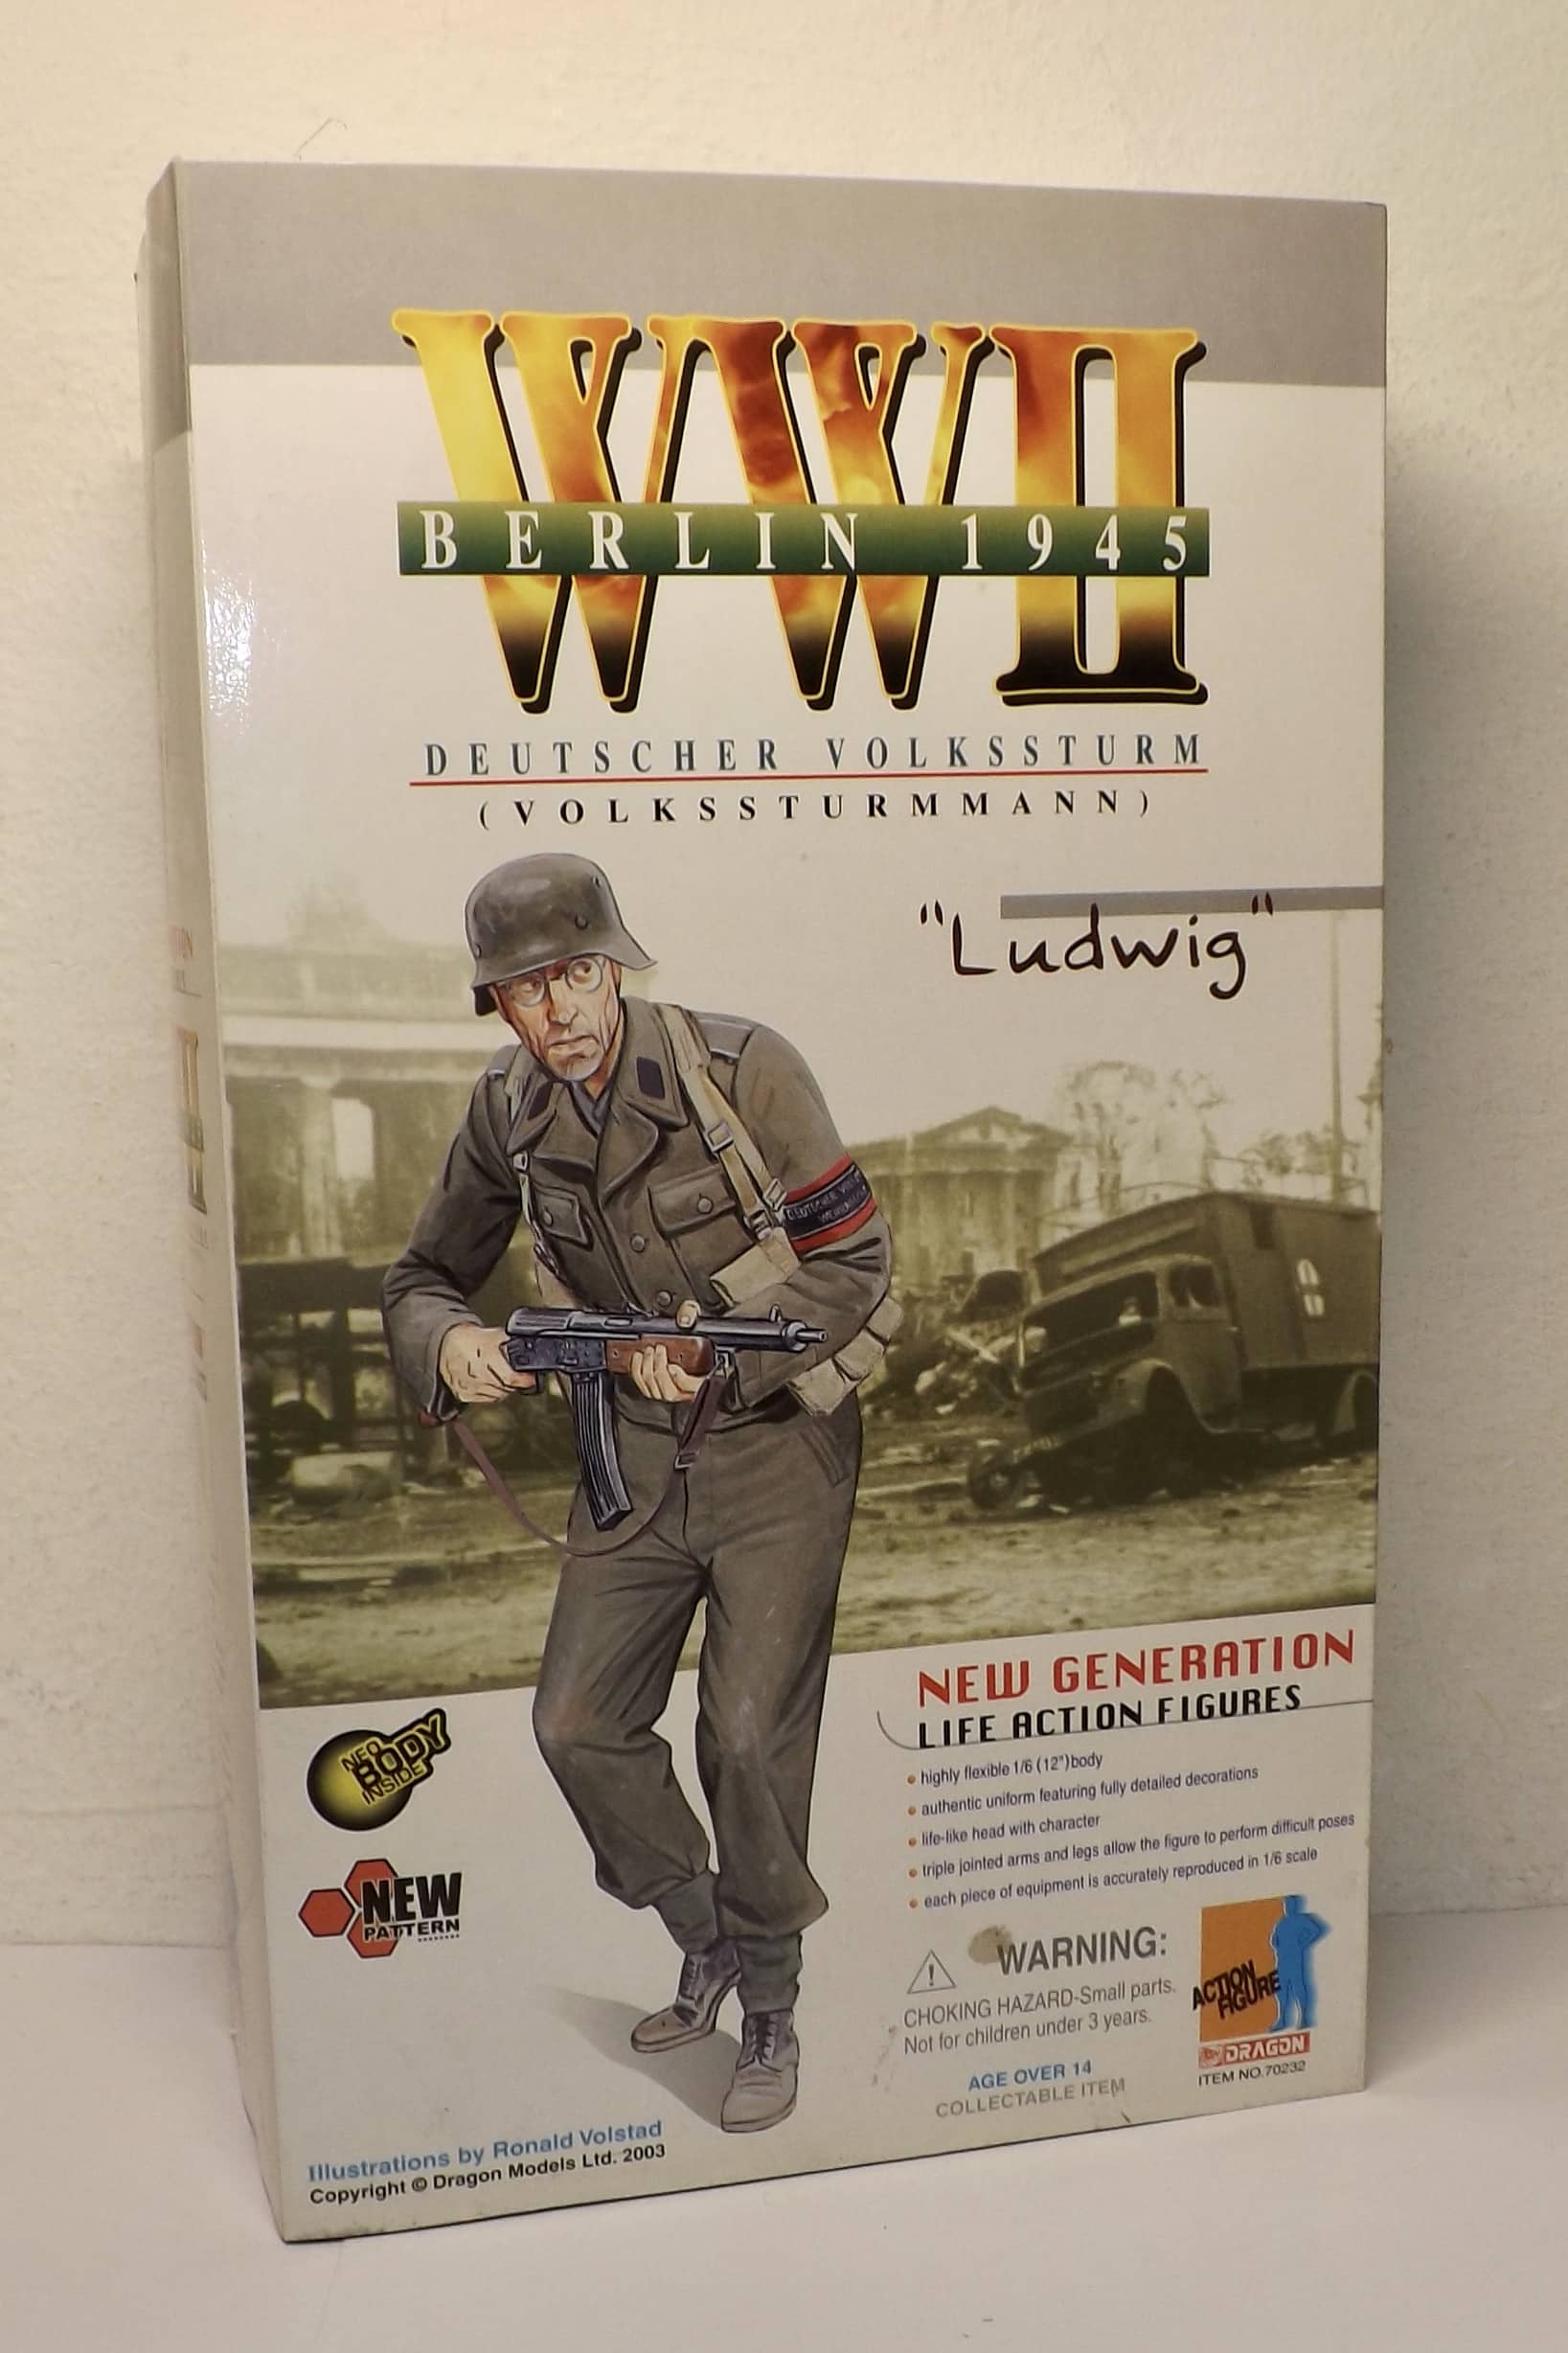 WWII
BERLIN 1945
DEUTSCHER VOLKSSTURM
(VOLKSSTURMMANN)
"Ludwig"
DEUTSCHER
NEW GENERATION
LIFE ACTION FIGURES
NEO
BODY
INSIDE
• highly flexible 1/6 (12")body
• authentic uniform featuring fully detailed decorations
• life-like head with character
• triple jointed arms and legs allow the figure to perform difficult poses
• each piece of equipment is accurately reproduced in 1/6 scale
NEW
PATTERN
WARNING:
CHOKING HAZARD-Small parts.
Not for children under 3 years.
ACTION
FIGURE
DRAGON
ITEM NO.70232
AGE OVER 14
COLLECTABLE ITEM
Illustrations by Ronald Volstad
Copyright © Dragon Models Ltd. 2003